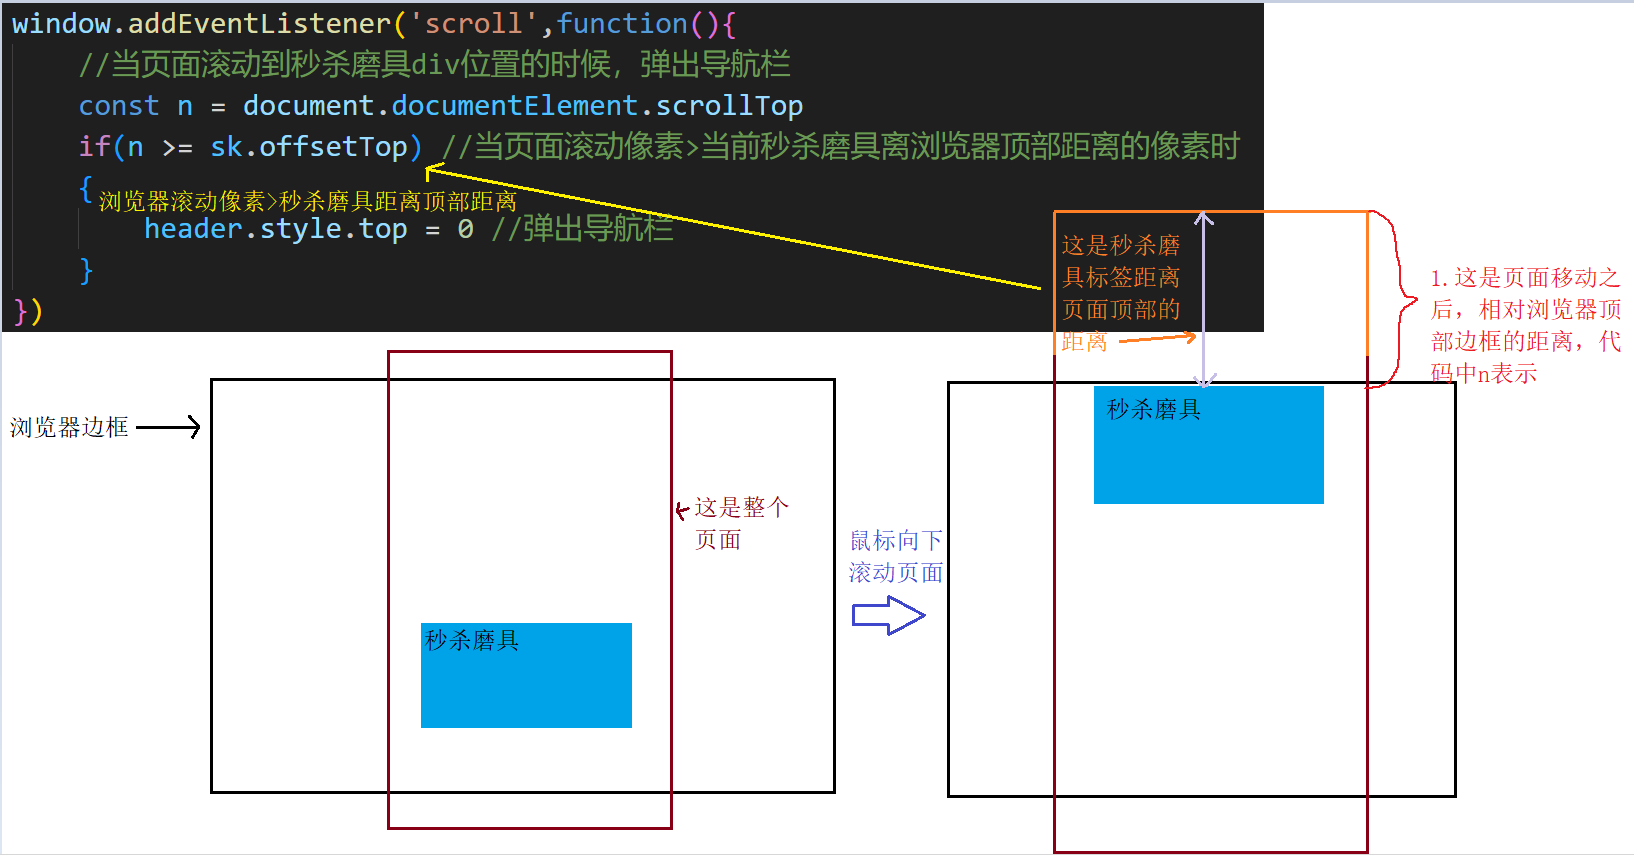 window.addEventListener('scroll',function(){
//当页面滚动到秒杀磨具div位置的时候，弹出导航栏
const n = document.documentElement.scrollTop
if(n >= sk.offsetTop) //当页面滚动像素>当前秒杀磨具离浏览器顶部距离的像素时
{
浏览器滚动像素>秒杀磨具距离顶部距离
header.style.top = 0 //弹出导航栏
}
})
这是秒杀磨
具标签距离
页面顶部的
距离
1.这是页面移动之
后，相对浏览器顶
部边框的距离，代
码中n表示
浏览器边框
这是整个
页面
秒杀磨具
鼠标向下
滚动页面
秒杀磨具